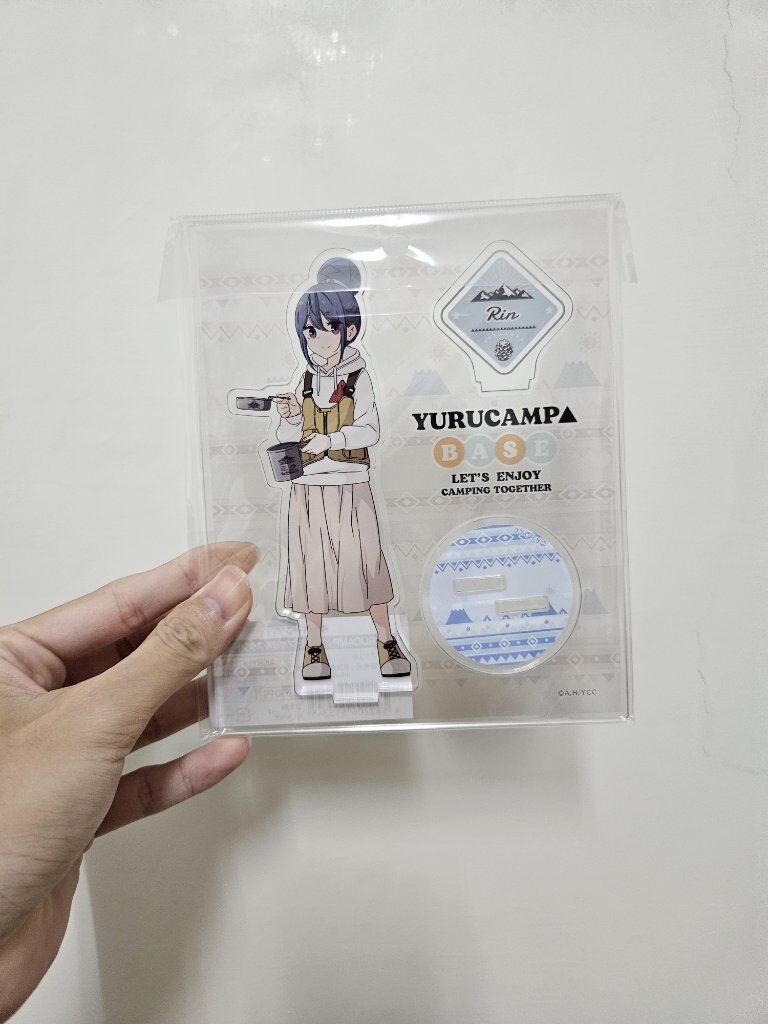 Rin
YURUCAMP▲
BASE
LET'S ENJOY
CAMPING TOGETHER
©A.H/YCC